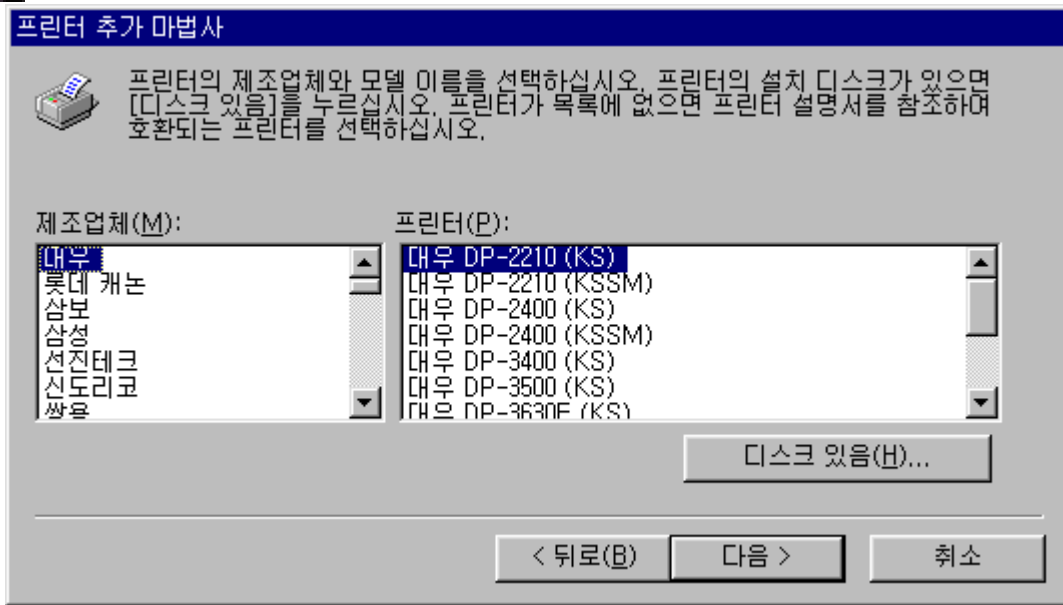 프린터 추가 마법사
프린터의 제조업체와 모델 이름을 선택하십시오. 프린터의 설치 디스크가 있으면
[디스크 있음]을 누르십시오. 프린터가 목록에 없으면 프린터 설명서를 참조하며
호환되는 프린터를 선택하십시오.
제조업체(M):
프린터(P):
대우
롯데 캐논
삼보
삼성
선진테크
신도리코
쌍용
대우 DP-2210 (KS)
대우 DP-2210 (KSSM)
대우 DP-2400 (KS)
대우 DP-2400 (KSSM)
대우 DP-3400 (KS)
대우 DP-3500 (KS)
대우 DP-3630E (KS)
디스크 있음(H)...
< 뒤로(B)
다음 >
취소